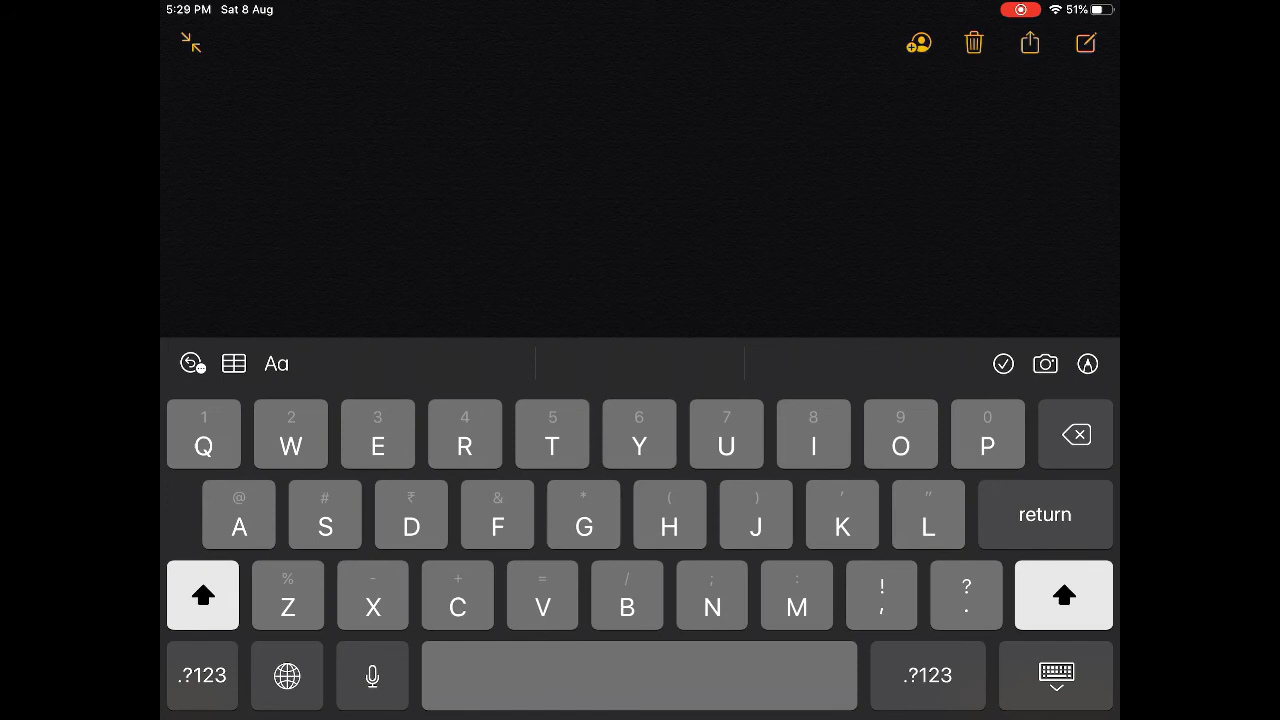 5:29 PM Sat 8 Aug 51%
Aa
1 2 3 4 5 6 7 8 9 0
Q W E R T Y U I O P
@ # ₹ & * ( ) ' "
A S D F G H J K L return
% - + = / ; : ! ?
Z X C V B N M , .
.?123 .?123